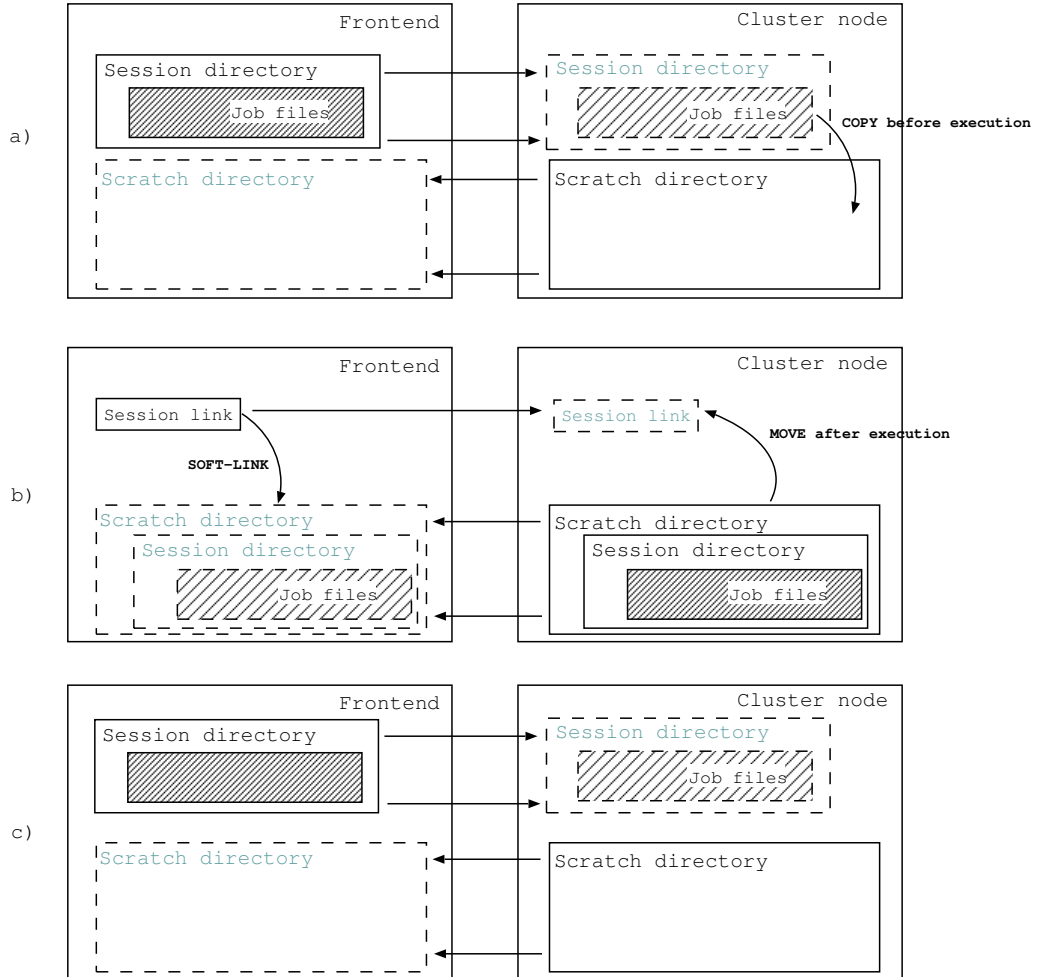 Frontend
Cluster node
Session directory
Job files
Session directory
Job files
COPY before execution
a)
Scratch directory
Scratch directory
Frontend
Cluster node
Session link
Session link
MOVE after execution
SOFT-LINK
b)
Scratch directory
Session directory
Job files
Scratch directory
Session directory
Job files
Frontend
Cluster node
Session directory
Session directory
Job files
c)
Scratch directory
Scratch directory